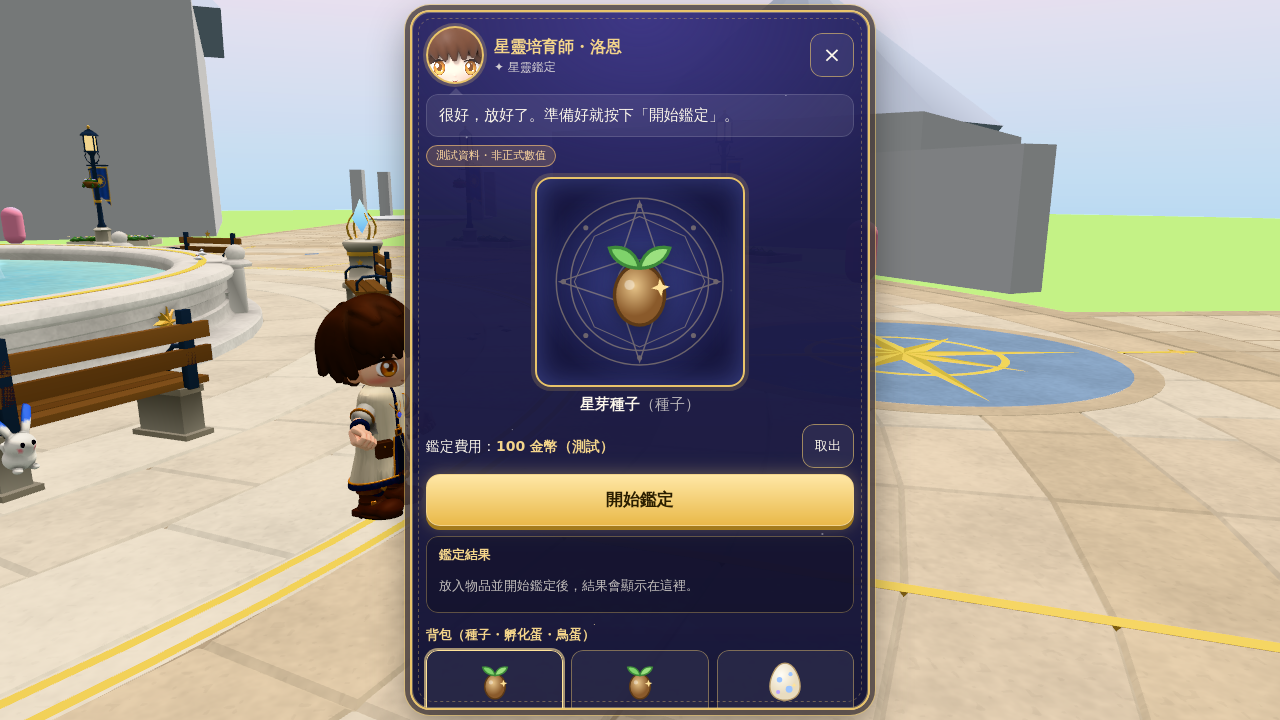 星靈培育師・洛恩
✦ 星靈鑑定
很好，放好了。準備好就按下「開始鑑定」。
測試資料・非正式數值
星芽種子（種子）
鑑定費用：100 金幣（測試）
取出
開始鑑定
鑑定結果
放入物品並開始鑑定後，結果會顯示在這裡。
背包（種子・孵化蛋・鳥蛋）